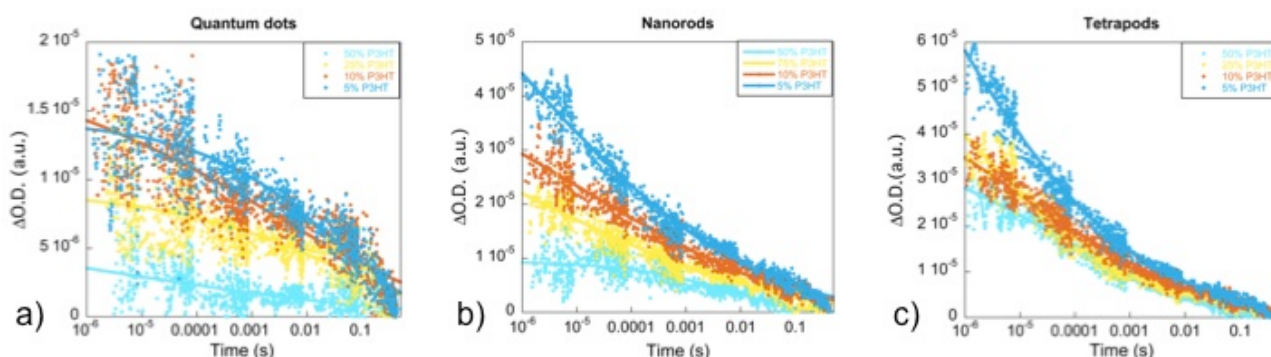 Quantum dots
2 10-5
1.5 10-5
1 10-5
5 10-6
0
ΔO.D. (a.u.)
50% P3HT
25% P3HT
10% P3HT
5% P3HT
10-6
10-5
0.0001
0.001
0.01
0.1
Time (s)
a)
Nanorods
5 10-5
4 10-5
3 10-5
2 10-5
1 10-5
0
ΔO.D. (a.u.)
50% P3HT
75% P3HT
10% P3HT
5% P3HT
10-6
10-5
0.0001
0.001
0.01
0.1
Time (s)
b)
Tetrapods
6 10-5
5 10-5
4 10-5
3 10-5
2 10-5
1 10-5
0
ΔO.D.(a.u.)
50% P3HT
25% P3HT
10% P3HT
5% P3HT
10-6
10-5
0.0001
0.001
0.01
0.1
Time (s)
c)